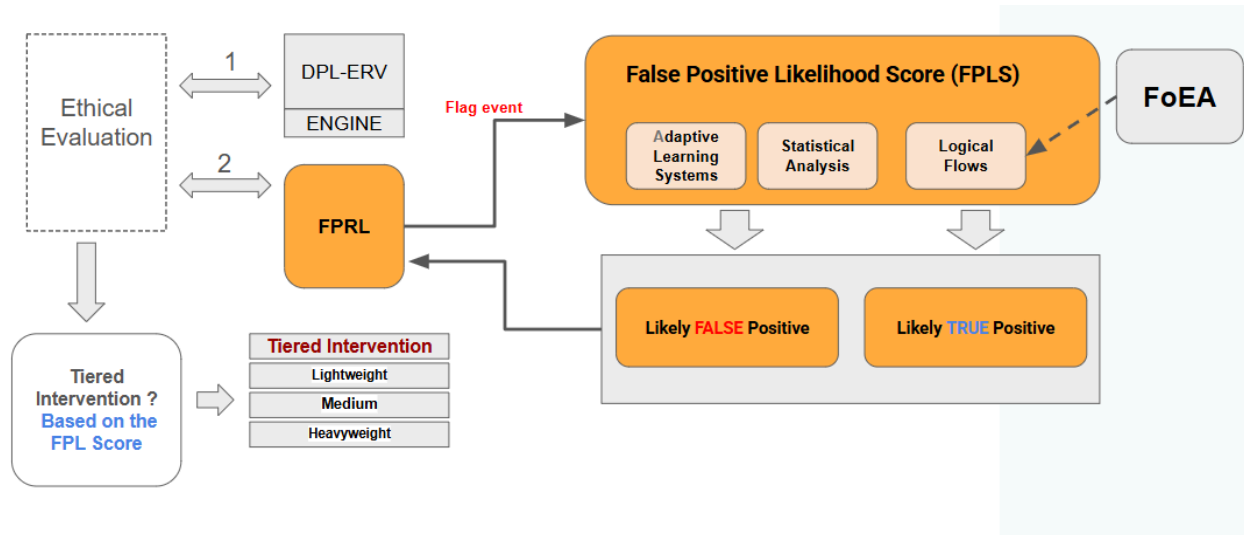 Ethical
Evaluation
1
2
DPL-ERV
ENGINE
FPRL
Flag event
False Positive Likelihood Score (FPLS)
Adaptive
Learning
Systems
Statistical
Analysis
Logical
Flows
FoEA
Likely FALSE Positive
Likely TRUE Positive
Tiered
Intervention ?
Based on the
FPL Score
Tiered Intervention
Lightweight
Medium
Heavyweight